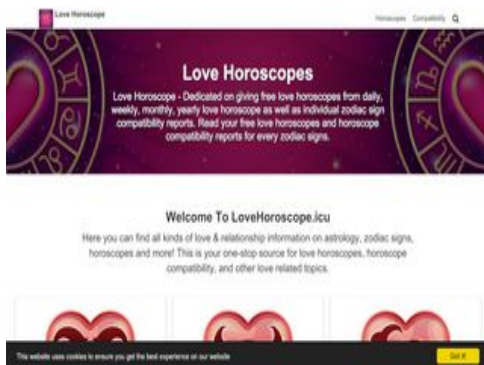 Love Horoscope
Horoscopes Compatibility
Love Horoscopes
Love Horoscope - Dedicated on giving free love horoscopes from daily,
weekly, monthly, yearly love horoscope as well as individual zodiac sign
compatibility reports. Read your free love horoscopes and horoscope
compatibility reports for every zodiac signs.
Welcome To LoveHoroscope.icu
Here you can find all kinds of love & relationship information on astrology, zodiac signs,
horoscopes and more! This is your one-stop source for love horoscopes, horoscope
compatibility, and other love related topics.
This website uses cookies to ensure you get the best experience on our website
Got it!